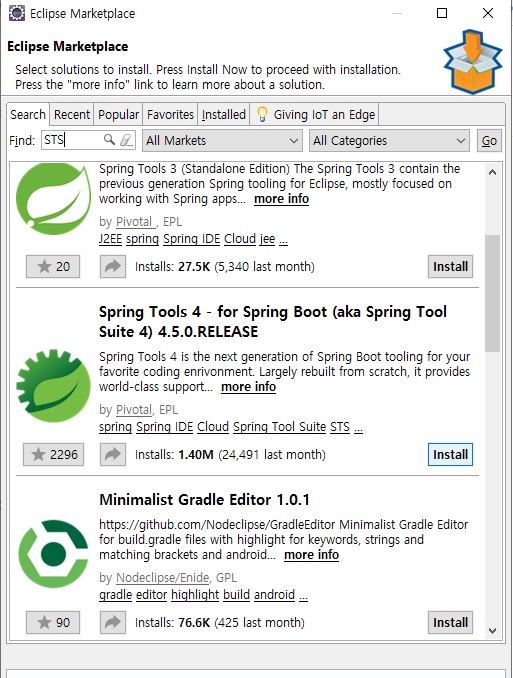 Eclipse Marketplace
Eclipse Marketplace
Select solutions to install. Press Install Now to proceed with installation.
Press the "more info" link to learn more about a solution.
Search Recent Popular Favorites Installed Giving IoT an Edge
Find: STS All Markets All Categories Go
Spring Tools 3 (Standalone Edition) The Spring Tools 3 contain the
previous generation Spring tooling for Eclipse, mostly focused on
working with Spring apps... more info
by Pivotal , EPL
J2EE spring Spring IDE Cloud jee ...
20 Installs: 27.5K (5,340 last month) Install
Spring Tools 4 - for Spring Boot (aka Spring Tool
Suite 4) 4.5.0.RELEASE
Spring Tools 4 is the next generation of Spring Boot tooling for your
favorite coding enrivonment. Largely rebuilt from scratch, it provides
world-class support... more info
by Pivotal, EPL
spring Spring IDE Cloud Spring Tool Suite STS ...
2296 Installs: 1.40M (24,491 last month) Install
Minimalist Gradle Editor 1.0.1
https://github.com/Nodeclipse/GradleEditor Minimalist Gradle Editor
for build.gradle files with highlight for keywords, strings and
matching brackets and android... more info
by Nodeclipse/Enide, GPL
gradle editor highlight build android ...
90 Installs: 76.6K (425 last month) Install